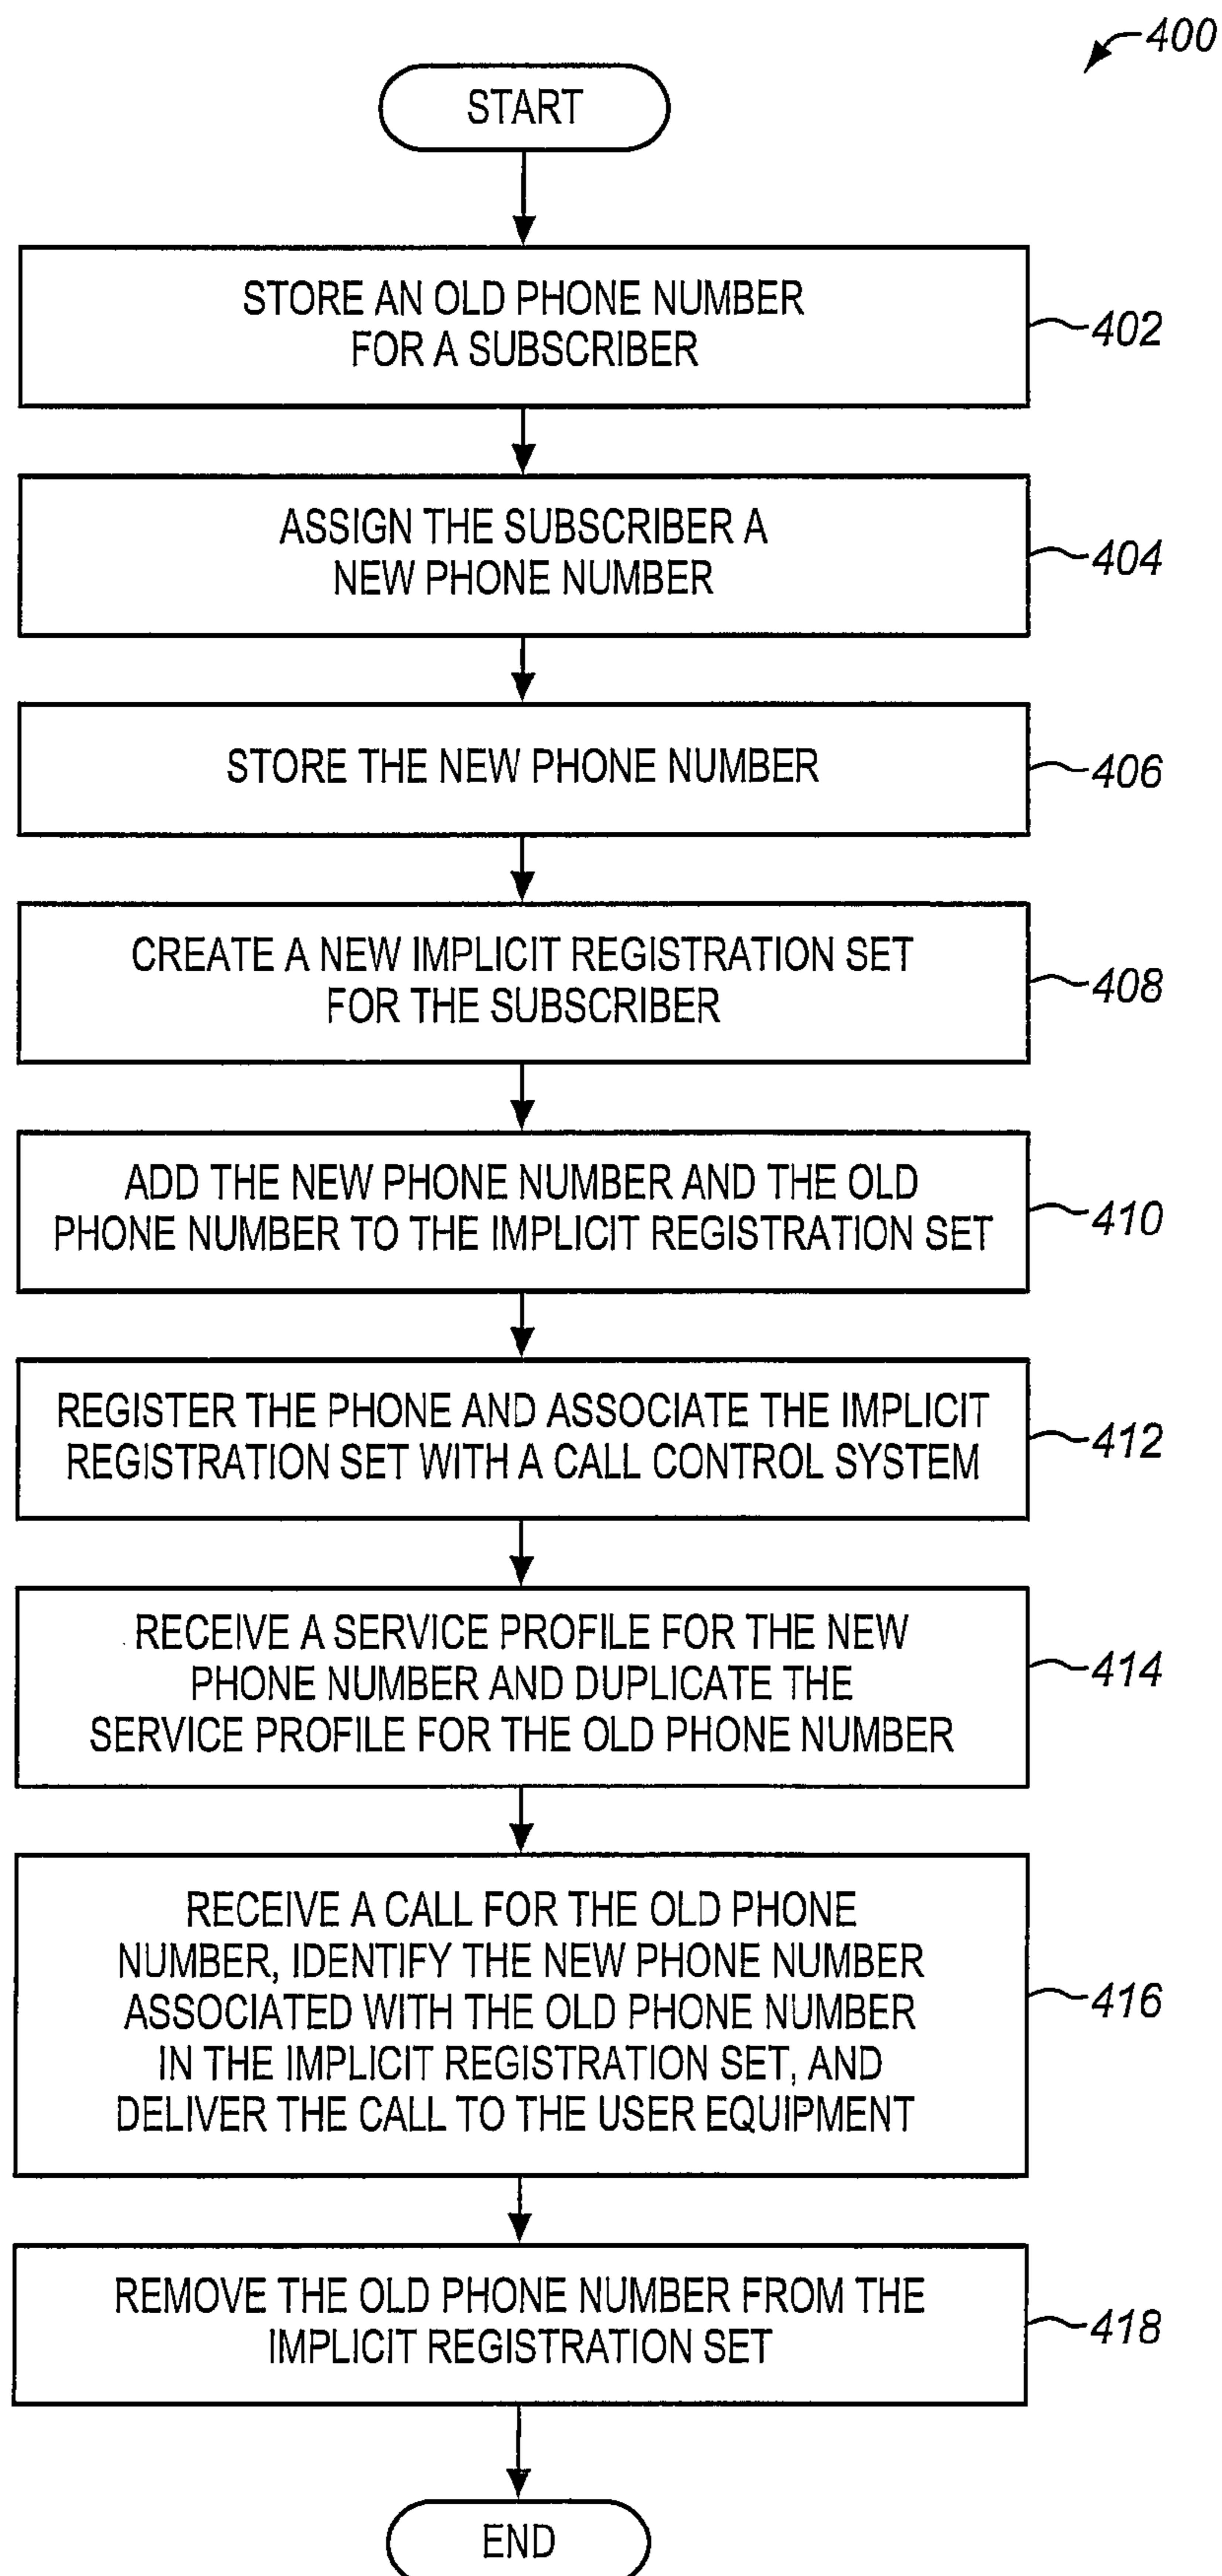 400
START
STORE AN OLD PHONE NUMBER
FOR A SUBSCRIBER
402
ASSIGN THE SUBSCRIBER A
NEW PHONE NUMBER
404
STORE THE NEW PHONE NUMBER
406
CREATE A NEW IMPLICIT REGISTRATION SET
FOR THE SUBSCRIBER
408
ADD THE NEW PHONE NUMBER AND THE OLD
PHONE NUMBER TO THE IMPLICIT REGISTRATION SET
410
REGISTER THE PHONE AND ASSOCIATE THE IMPLICIT
REGISTRATION SET WITH A CALL CONTROL SYSTEM
412
RECEIVE A SERVICE PROFILE FOR THE NEW
PHONE NUMBER AND DUPLICATE THE
SERVICE PROFILE FOR THE OLD PHONE NUMBER
414
RECEIVE A CALL FOR THE OLD PHONE
NUMBER, IDENTIFY THE NEW PHONE NUMBER
ASSOCIATED WITH THE OLD PHONE NUMBER
IN THE IMPLICIT REGISTRATION SET, AND
DELIVER THE CALL TO THE USER EQUIPMENT
416
REMOVE THE OLD PHONE NUMBER FROM THE
IMPLICIT REGISTRATION SET
418
END